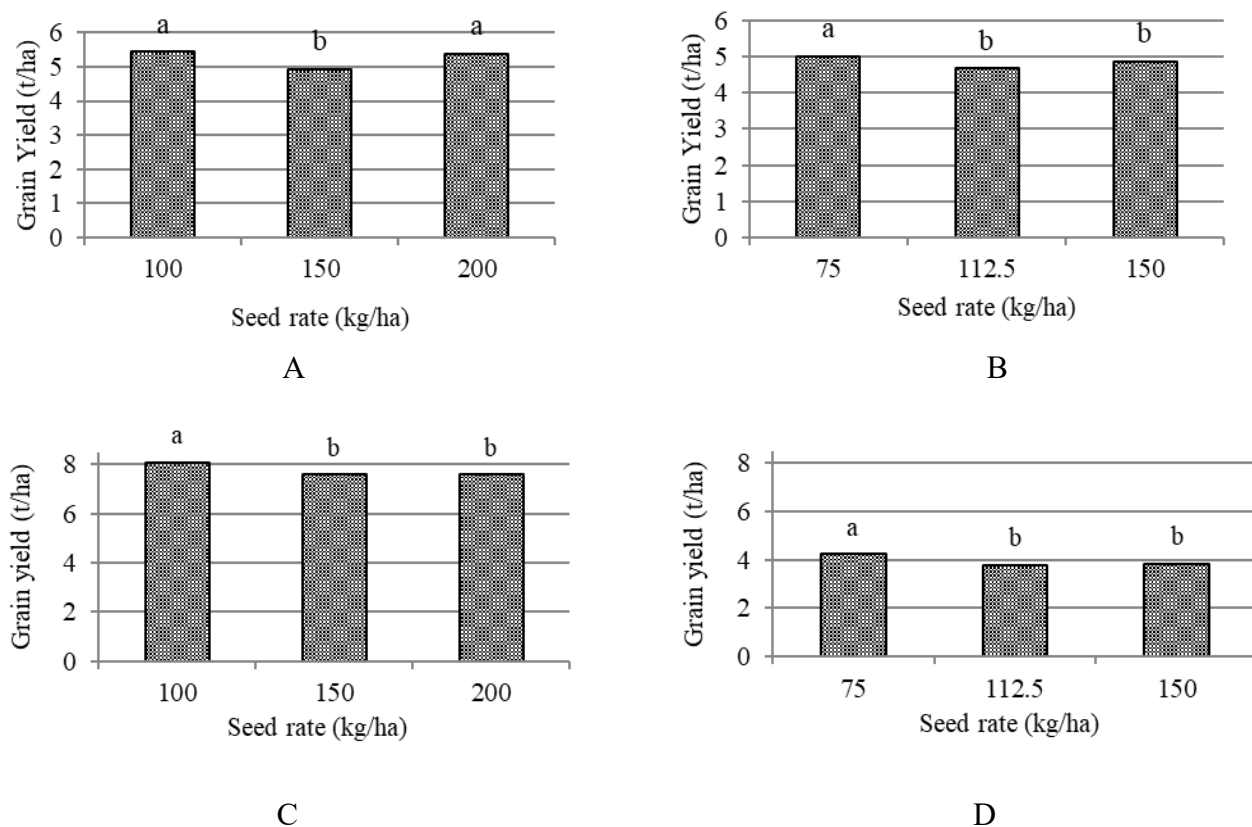 Grain Yield (t/ha)
6
5
4
3
2
1
0
a
b
a
100
150
200
Seed rate (kg/ha)
A
Grain Yield (t/ha)
6
5
4
3
2
1
0
a
b
b
75
112.5
150
Seed rate (kg/ha)
B
Grain yield (t/ha)
8
6
4
2
0
a
b
b
100
150
200
Seed rate (kg/ha)
C
Grain yield (t/ha)
8
6
4
2
0
a
b
b
75
112.5
150
Seed rate (kg/ha)
D